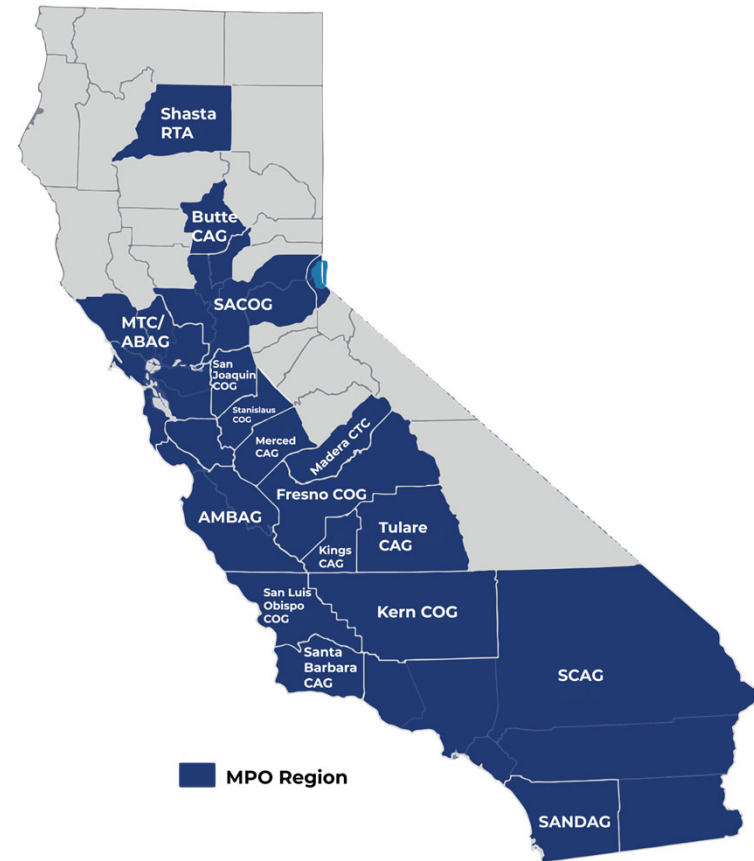 Shasta
RTA
Butte
CAG
SACOG
MTC/
ABAG
San
Joaquin
COG
Stanislaus
COG
Merced
CAG
Madera CTC
Fresno COG
AMBAG
Tulare
CAG
Kings
CAG
San Luis
Obispo
COG
Kern COG
Santa
Barbara
CAG
SCAG
MPO Region
SANDAG